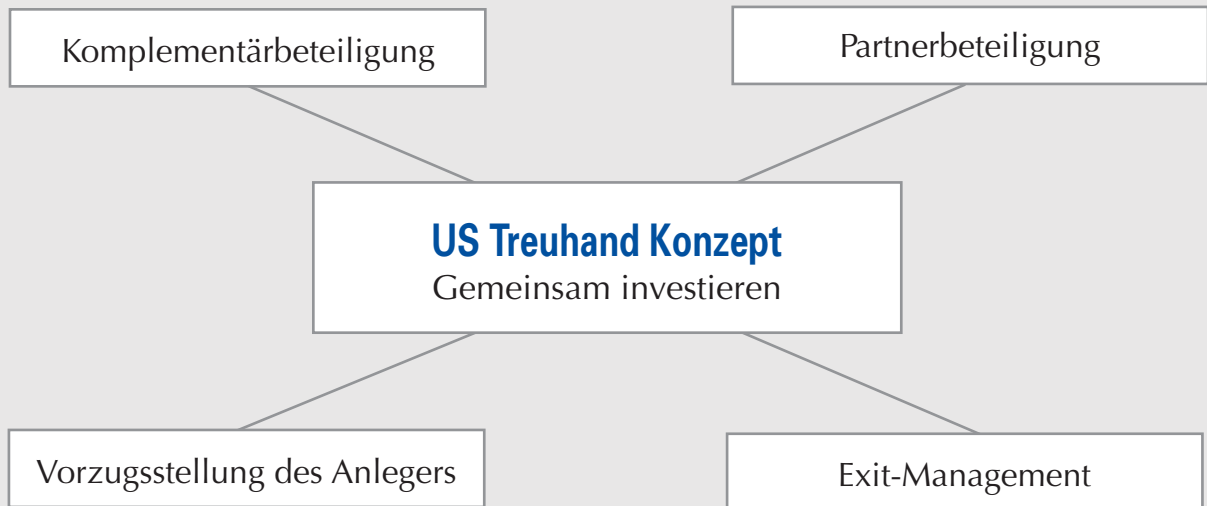 Komplementärbeteiligung
Partnerbeteiligung
US Treuhand Konzept
Gemeinsam investieren
Vorzugsstellung des Anlegers
Exit-Management